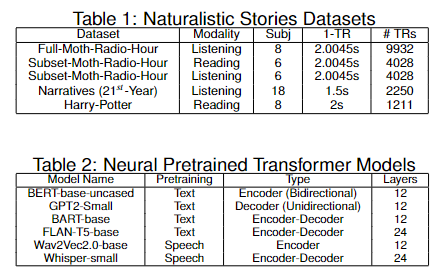 Table 1: Naturalistic Stories Datasets
Dataset Modality Subj 1-TR # TRs
Full-Moth-Radio-Hour Listening 8 2.0045s 9932
Subset-Moth-Radio-Hour Reading 6 2.0045s 4028
Subset-Moth-Radio-Hour Listening 6 2.0045s 4028
Narratives (21st-Year) Listening 18 1.5s 2250
Harry-Potter Reading 8 2s 1211
Table 2: Neural Pretrained Transformer Models
Model Name Pretraining Type Layers
BERT-base-uncased Text Encoder (Bidirectional) 12
GPT2-Small Text Decoder (Unidirectional) 12
BART-base Text Encoder-Decoder 12
FLAN-T5-base Text Encoder-Decoder 24
Wav2Vec2.0-base Speech Encoder 12
Whisper-small Speech Encoder-Decoder 24